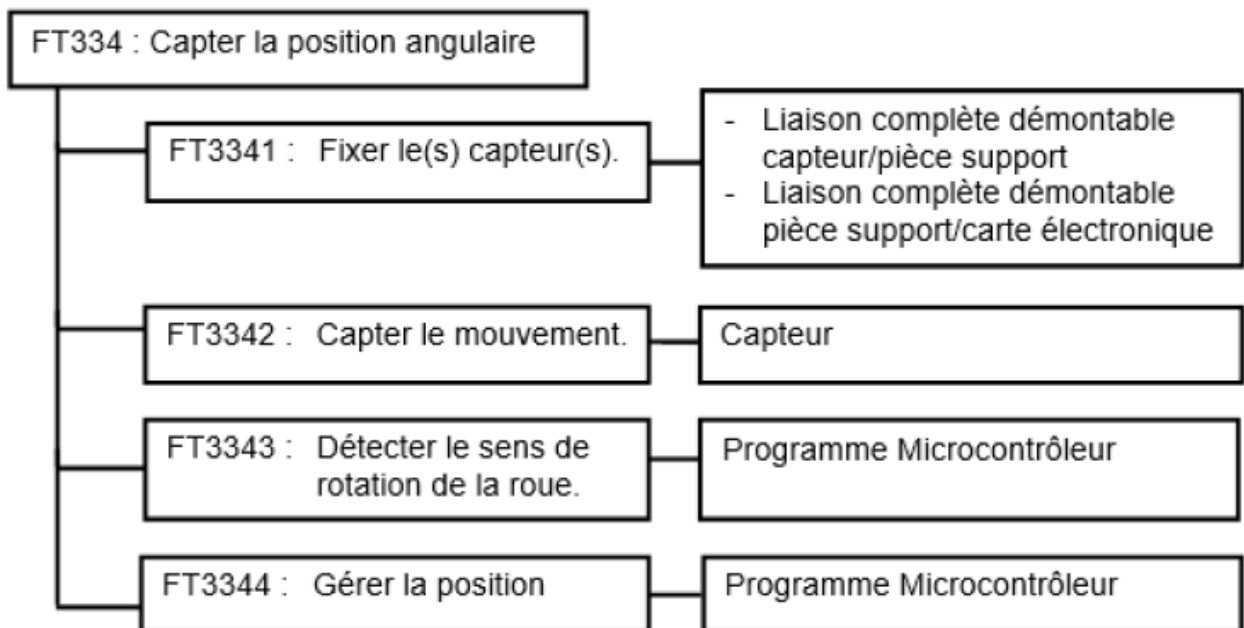 FT334 : Capter la position angulaire
FT3341 : Fixer le(s) capteur(s).
- Liaison complète démontable
capteur/pièce support
- Liaison complète démontable
pièce support/carte électronique
FT3342 : Capter le mouvement.
Capteur
FT3343 : Détecter le sens de
rotation de la roue.
Programme Microcontrôleur
FT3344 : Gérer la position
Programme Microcontrôleur